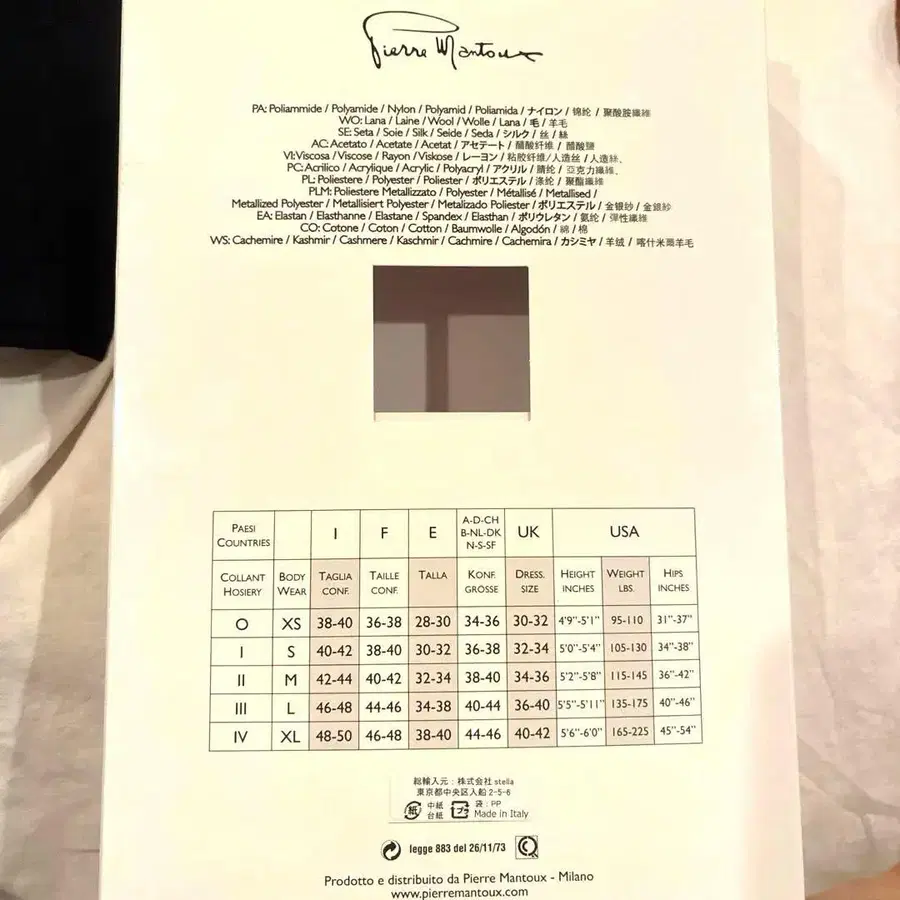 Pierre Mantoux
PA: Poliammide / Polyamide / Nylon / Polyamid / Poliamida / ナイロン / 锦纶 / 聚酸胺纖維
WO: Lana / Laine / Wool / Wolle / Lana / 毛 / 羊毛
SE: Seta / Soie / Silk / Seide / Seda / シルク / 丝 / 絲
AC: Acetato / Acetate / Acetat / アセテート / 醋酸纤维 / 醋酸鹽
VI: Viscosa / Viscose / Rayon / Viskose / レーヨン / 粘胶纤维/人造丝 / 人造絲、
PC: Acrilico / Acrylique / Acrylic / Polyacryl / アクリル / 腈纶 / 亞克力纖維、
PL: Poliestere / Polyester / Poliester / ポリエステル / 涤纶 / 聚酯纖維
PLM: Poliestere Metallizzato / Polyester / Métallisé / Metallised /
Metallized Polyester / Metallisiert Polyester / Metalizado Poliester / ポリエステル / 金银纱 / 金銀紗
EA: Elastan / Elasthanne / Elastane / Spandex / Elasthan / ポリウレタン / 氨纶 / 彈性纖維
CO: Cotone / Coton / Cotton / Baumwolle / Algodón / 綿 / 棉
WS: Cachemire / Kashmir / Cashmere / Kaschmir / Cachmire / Cachemira / カシミヤ / 羊绒 / 喀什米爾羊毛
PAESI COUNTRIES I F E A-D-CH B-NL-DK N-S-SF UK USA
COLLANT HOSIERY BODY WEAR TAGLIA CONF. TAILLE CONF. TALLA KONF. GROSSE DRESS. SIZE HEIGHT INCHES WEIGHT LBS. HIPS INCHES
O XS 38-40 36-38 28-30 34-36 30-32 4'9"-5'1" 95-110 31"-37"
I S 40-42 38-40 30-32 36-38 32-34 5'0"-5'4" 105-130 34"-38"
II M 42-44 40-42 32-34 38-40 34-36 5'2"-5'8" 115-145 36"-42"
III L 46-48 44-46 34-38 40-44 36-40 5'5"-5'11" 135-175 40"-46"
IV XL 48-50 46-48 38-40 44-46 40-42 5'6"-6'0" 165-225 45"-54"
総輸入元：株式会社 stella
東京都中央区入船 2-5-6
紙 中紙 台紙 プラ 袋：PP
Made in Italy
legge 883 del 26/11/73
Prodotto e distribuito da Pierre Mantoux - Milano
www.pierremantoux.com